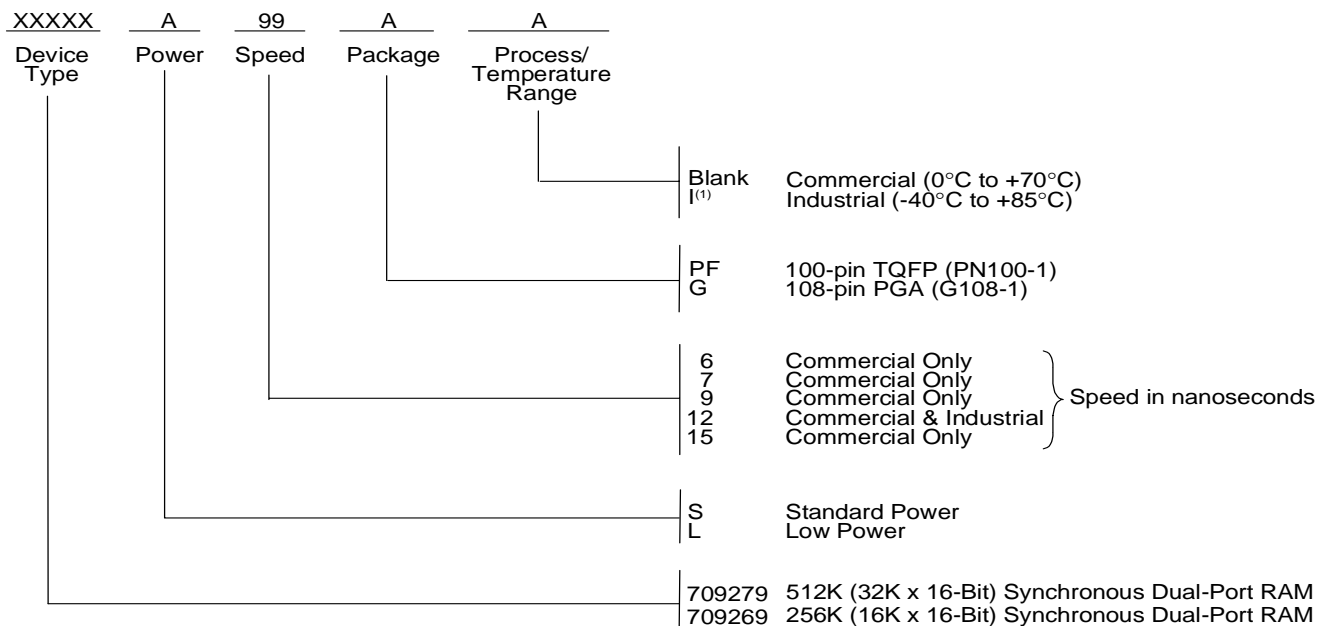 XXXXX A 99 A A
Device Type Power Speed Package Process/ Temperature Range
Blank Commercial (0°C to +70°C)
I(1) Industrial (-40°C to +85°C)
PF 100-pin TQFP (PN100-1)
G 108-pin PGA (G108-1)
6 Commercial Only
7 Commercial Only
9 Commercial Only
12 Commercial & Industrial
15 Commercial Only
Speed in nanoseconds
S Standard Power
L Low Power
709279 512K (32K x 16-Bit) Synchronous Dual-Port RAM
709269 256K (16K x 16-Bit) Synchronous Dual-Port RAM